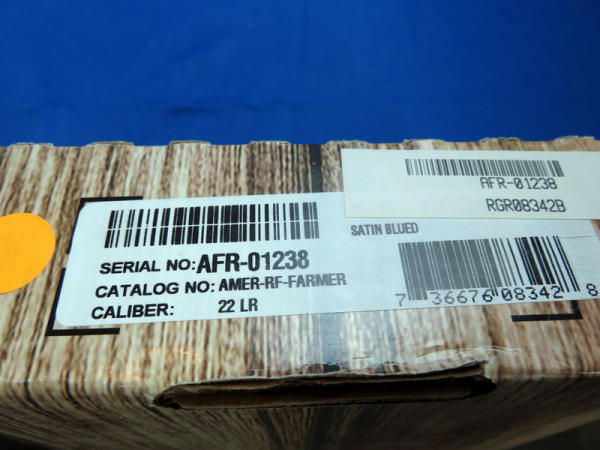 AFR-01238
RGR08342B
SATIN BLUED
SERIAL NO: AFR-01238
CATALOG NO: AMER-RF-FARMER
CALIBER: 22 LR
7 36676 08342 8